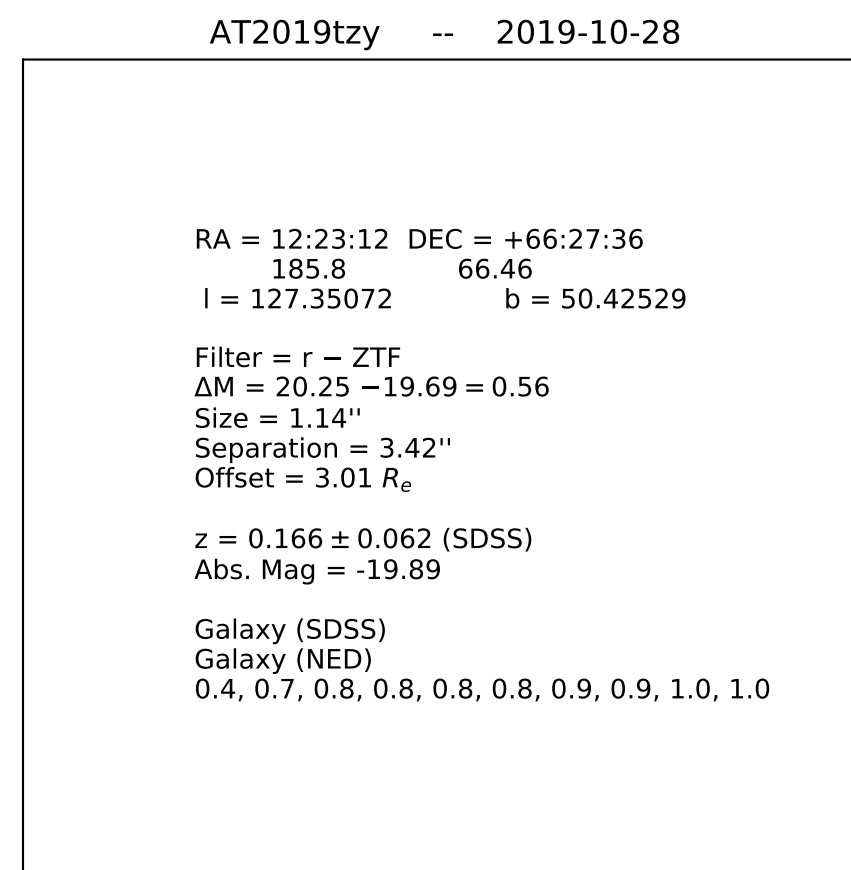 AT2019tzy -- 2019-10-28
RA = 12:23:12 DEC = +66:27:36
185.8 66.46
l = 127.35072 b = 50.42529
Filter = r − ZTF
ΔM = 20.25 −19.69 = 0.56
Size = 1.14''
Separation = 3.42''
Offset = 3.01 Re
z = 0.166 ± 0.062 (SDSS)
Abs. Mag = -19.89
Galaxy (SDSS)
Galaxy (NED)
0.4, 0.7, 0.8, 0.8, 0.8, 0.8, 0.9, 0.9, 1.0, 1.0